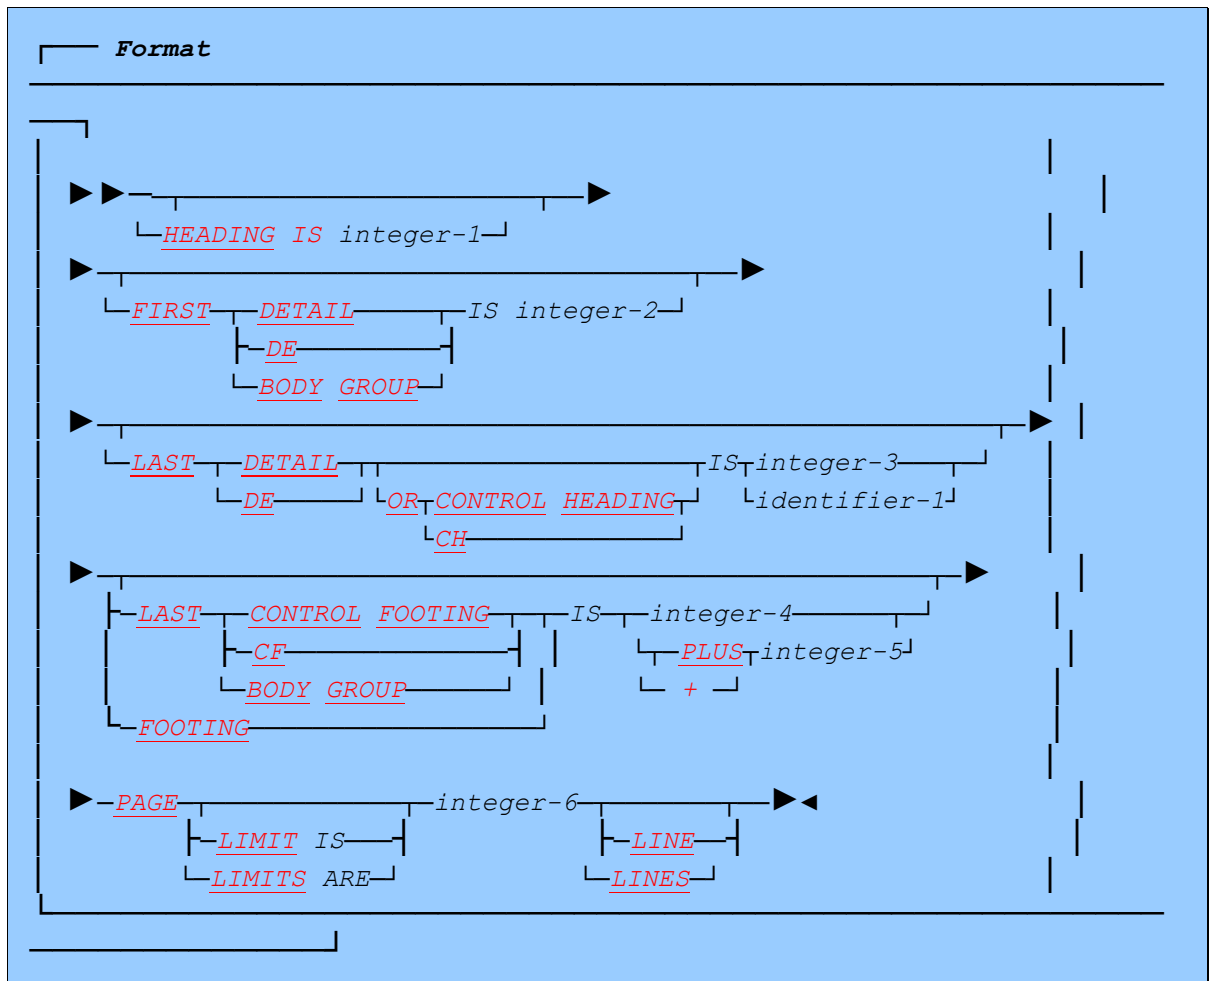 Format
HEADING IS integer-1
FIRST DETAIL IS integer-2
DE
BODY GROUP
LAST DETAIL IS integer-3
DE OR CONTROL HEADING identifier-1
CH
LAST CONTROL FOOTING IS integer-4
CF PLUS integer-5
BODY GROUP +
FOOTING
PAGE integer-6
LIMIT IS LINE
LIMITS ARE LINES